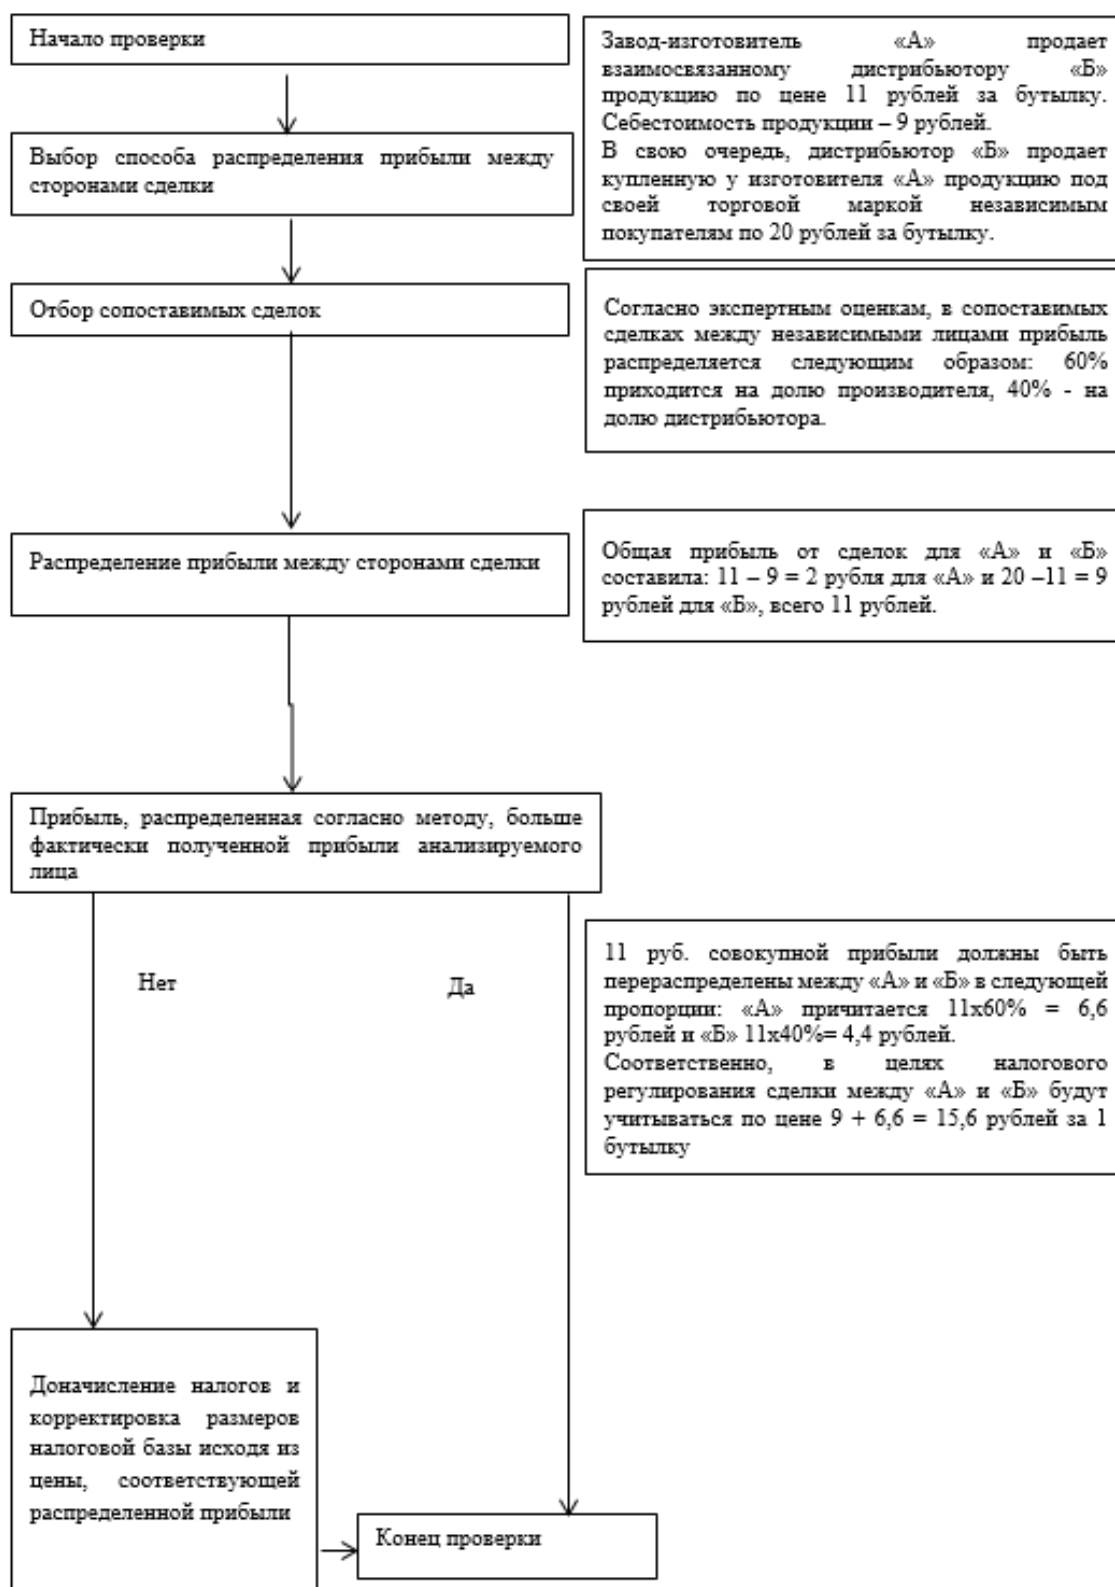 Начало проверки
Завод-изготовитель «А» продает
взаимосвязанному дистрибьютору «Б»
продукцию по цене 11 рублей за бутылку.
Себестоимость продукции – 9 рублей.
В свою очередь, дистрибьютор «Б» продает
купленную у изготовителя «А» продукцию под
своей торговой маркой независимым
покупателям по 20 рублей за бутылку.
Выбор способа распределения прибыли между
сторонами сделки
Отбор сопоставимых сделок
Согласно экспертным оценкам, в сопоставимых
сделках между независимыми лицами прибыль
распределяется следующим образом: 60%
приходится на долю производителя, 40% - на
долю дистрибьютора.
Распределение прибыли между сторонами сделки
Общая прибыль от сделок для «А» и «Б»
составила: 11 – 9 = 2 рубля для «А» и 20 –11 = 9
рублей для «Б», всего 11 рублей.
Прибыль, распределенная согласно методу, больше
фактически полученной прибыли анализируемого
лица
Нет
Да
11 руб. совокупной прибыли должны быть
перераспределены между «А» и «Б» в следующей
пропорции: «А» причитается 11х60% = 6,6
рублей и «Б» 11х40%= 4,4 рублей.
Соответственно, в целях налогового
регулирования сделки между «А» и «Б» будут
учитываться по цене 9 + 6,6 = 15,6 рублей за 1
бутылку
Доначисление налогов и
корректировка размеров
налоговой базы исходя из
цены, соответствующей
распределенной прибыли
Конец проверки